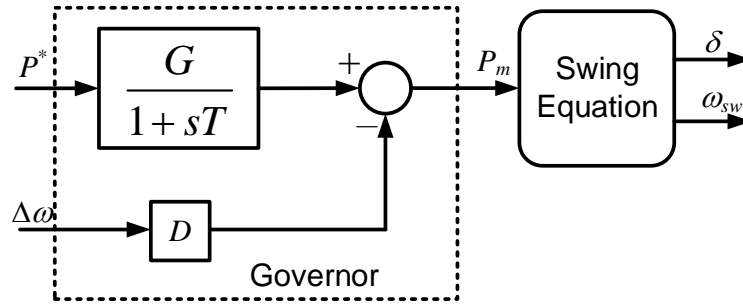 P*
G
1 + sT
+
−
P_m
Swing
Equation
δ
ω_sw
Δω
D
Governor